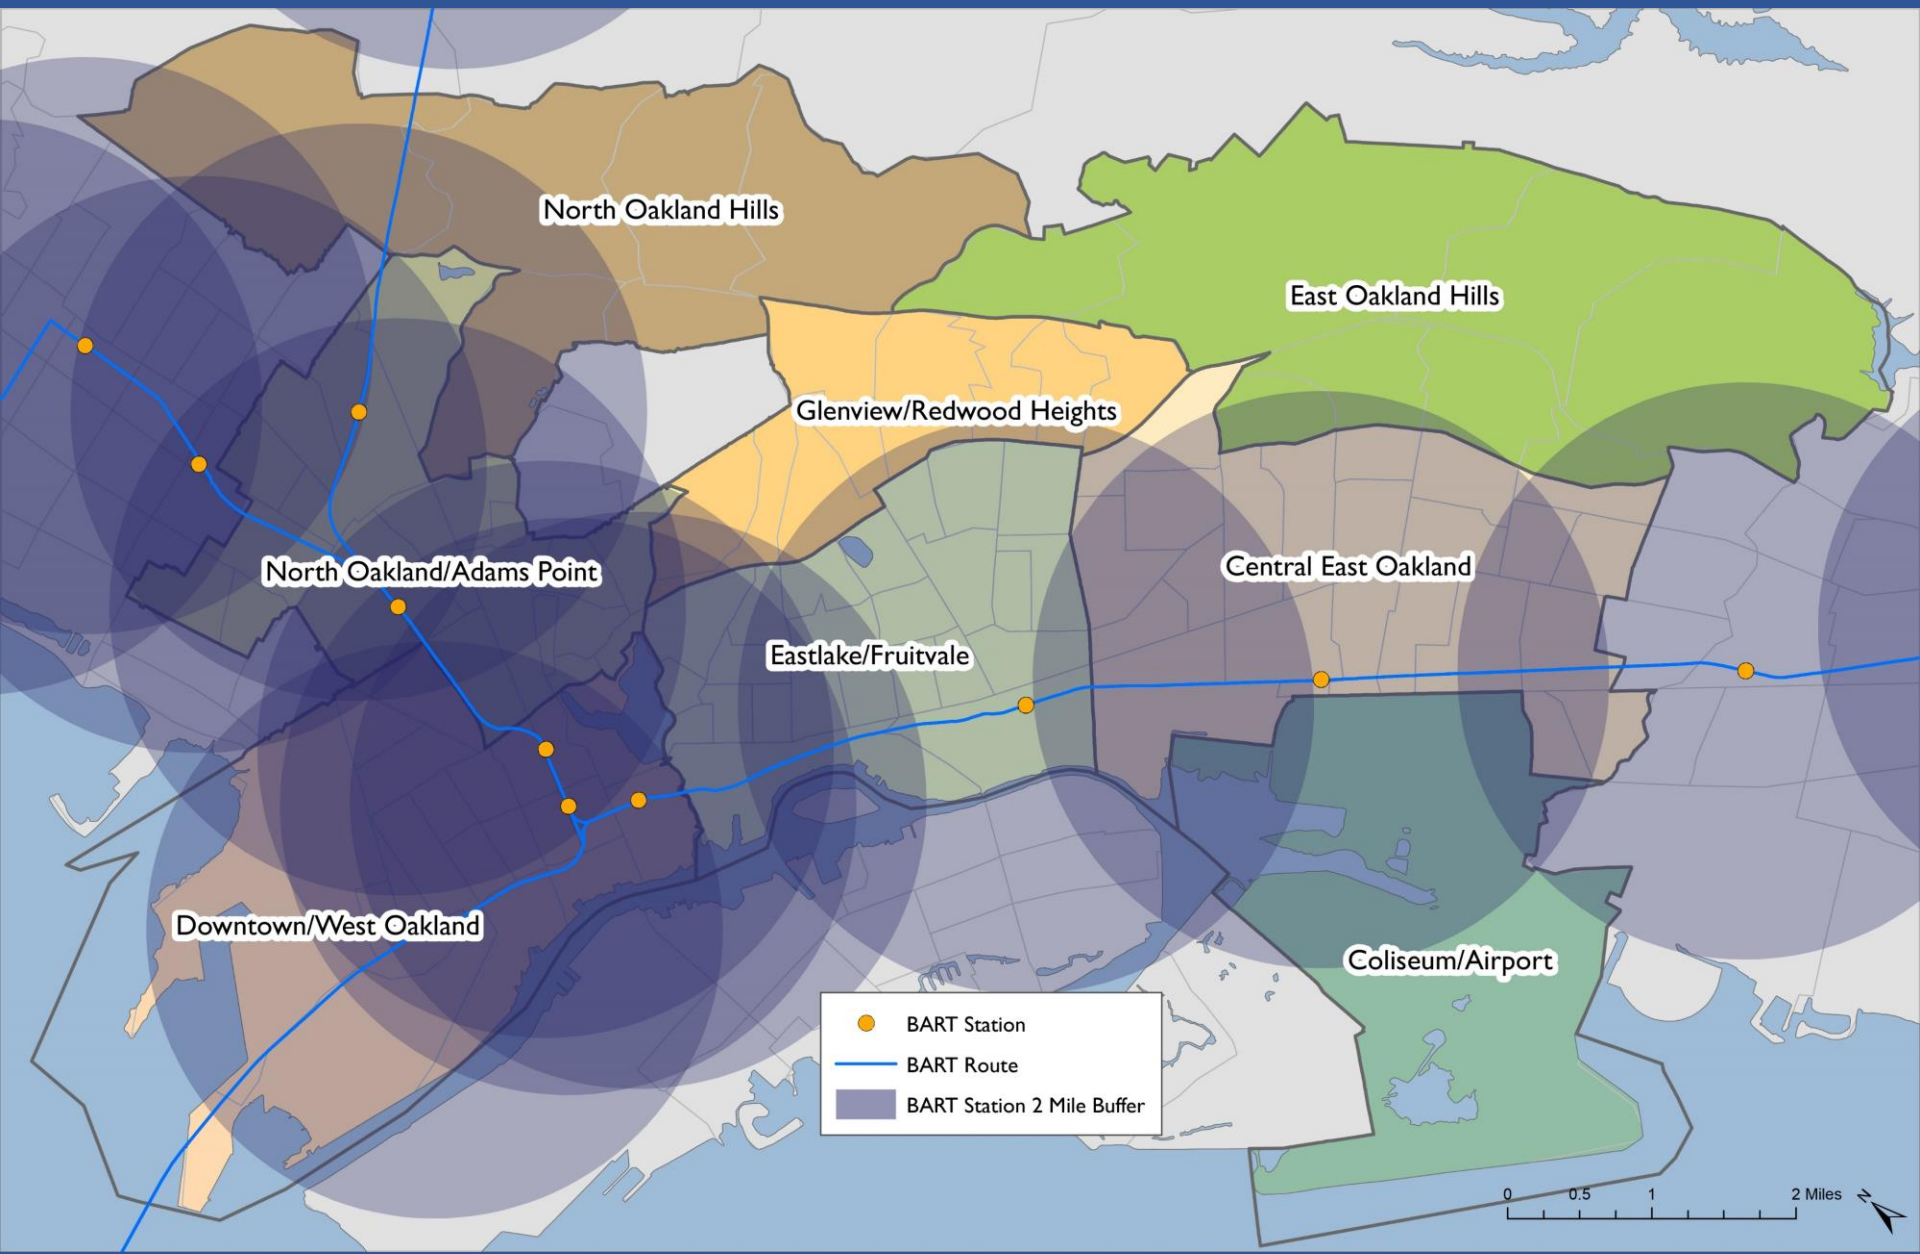 North Oakland Hills
East Oakland Hills
Glenview/Redwood Heights
North Oakland/Adams Point
Central East Oakland
Eastlake/Fruitvale
Downtown/West Oakland
Coliseum/Airport
BART Station
BART Route
BART Station 2 Mile Buffer
0 0.5 1 2 Miles
N